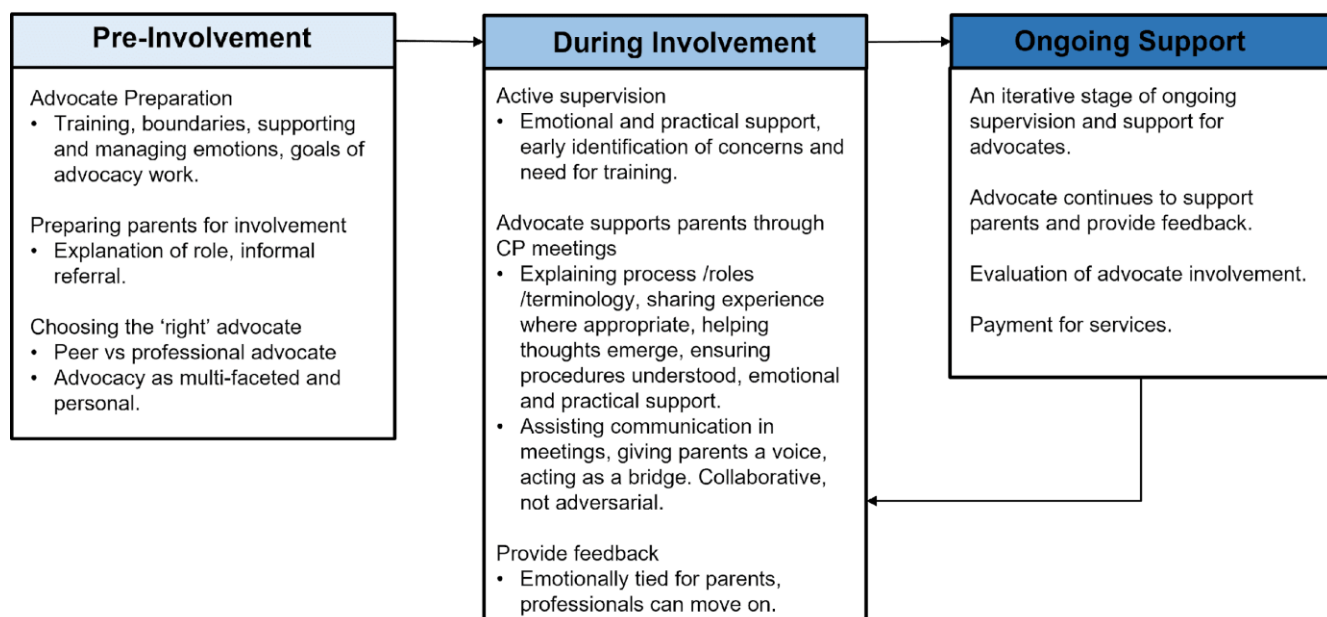 Pre-Involvement
Advocate Preparation
• Training, boundaries, supporting
and managing emotions, goals of
advocacy work.
Preparing parents for involvement
• Explanation of role, informal
referral.
Choosing the ‘right’ advocate
• Peer vs professional advocate
• Advocacy as multi-faceted and
personal.
During Involvement
Active supervision
• Emotional and practical support,
early identification of concerns and
need for training.
Advocate supports parents through
CP meetings
• Explaining process /roles
/terminology, sharing experience
where appropriate, helping
thoughts emerge, ensuring
procedures understood, emotional
and practical support.
• Assisting communication in
meetings, giving parents a voice,
acting as a bridge. Collaborative,
not adversarial.
Provide feedback
• Emotionally tied for parents,
professionals can move on.
Ongoing Support
An iterative stage of ongoing
supervision and support for
advocates.
Advocate continues to support
parents and provide feedback.
Evaluation of advocate involvement.
Payment for services.